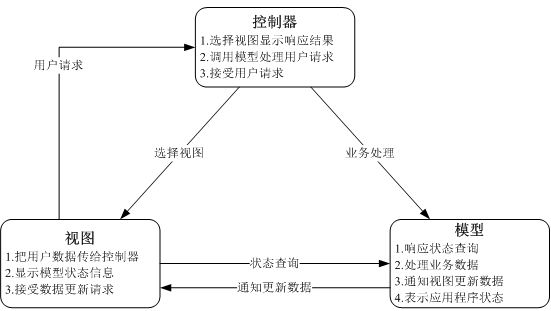 控制器
1.选择视图显示响应结果
2.调用模型处理用户请求
3.接受用户请求
用户请求
选择视图
业务处理
视图
1.把用户数据传给控制器
2.显示模型状态信息
3.接受数据更新请求
状态查询
通知更新数据
模型
1.响应状态查询
2.处理业务数据
3.通知视图更新数据
4.表示应用程序状态